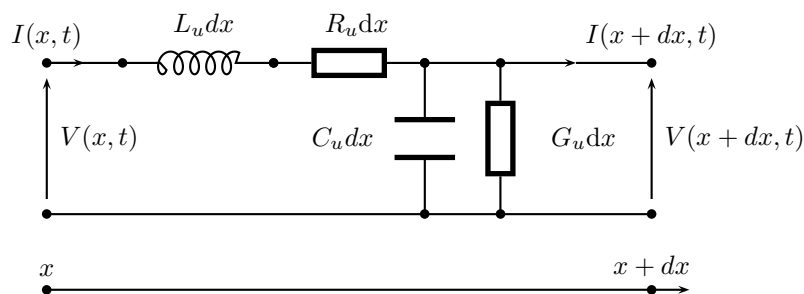 L_u dx R_u dx
I(x, t) I(x + dx, t)
V(x, t) C_u dx G_u dx V(x + dx, t)
x x + dx